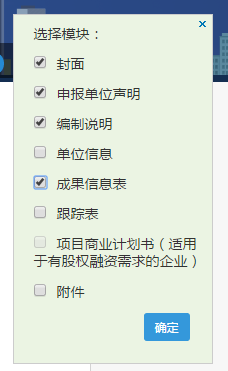 选择模块：
封面
申报单位声明
编制说明
单位信息
成果信息表
跟踪表
项目商业计划书（适用
于有股权融资需求的企业）
附件
确定